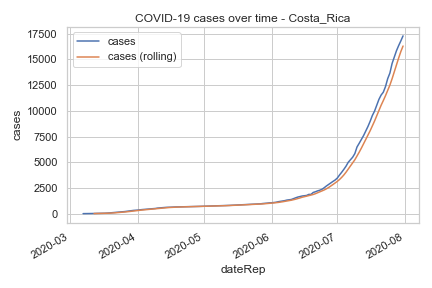 COVID-19 cases over time - Costa_Rica
cases
cases (rolling)
17500
15000
12500
10000
7500
5000
2500
0
cases
2020-03
2020-04
2020-05
2020-06
2020-07
2020-08
dateRep